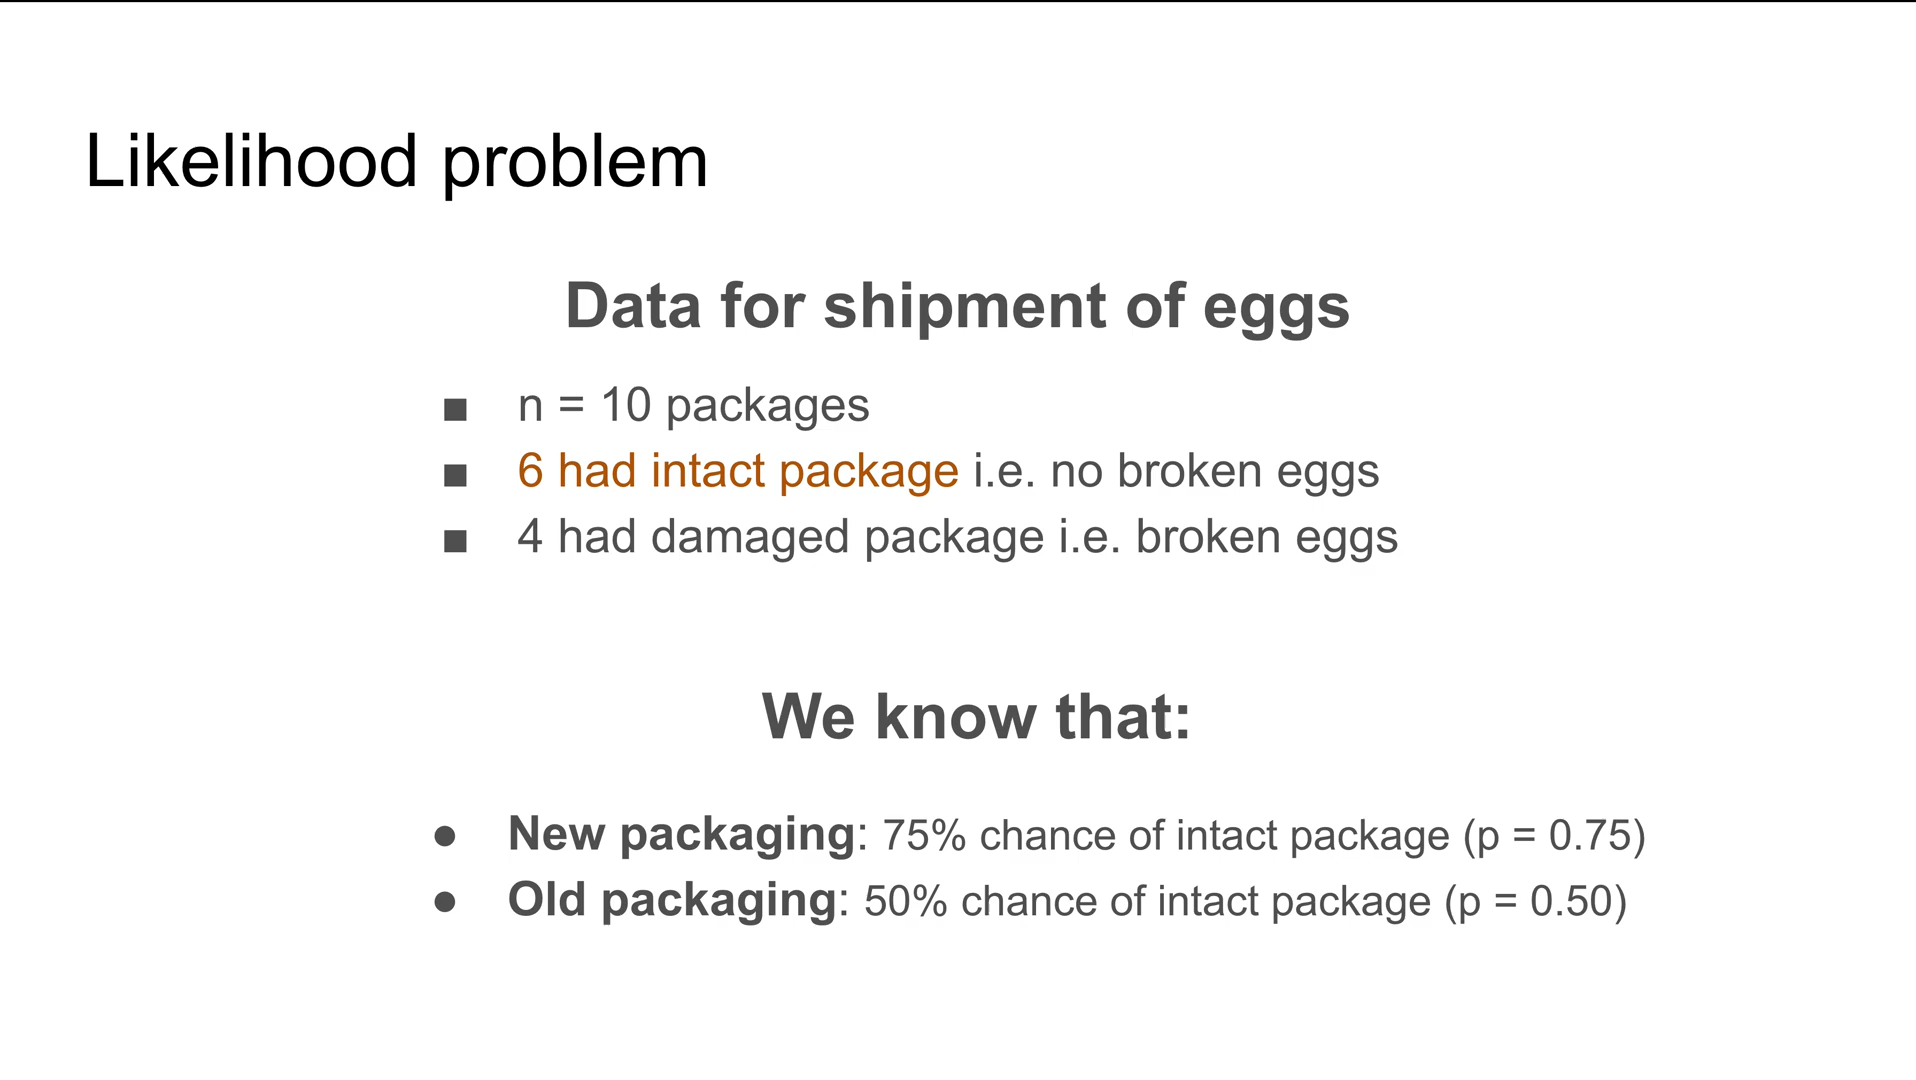 Likelihood problem
Data for shipment of eggs
■ n = 10 packages
■ 6 had intact package i.e. no broken eggs
■ 4 had damaged package i.e. broken eggs
We know that:
● New packaging: 75% chance of intact package (p = 0.75)
● Old packaging: 50% chance of intact package (p = 0.50)